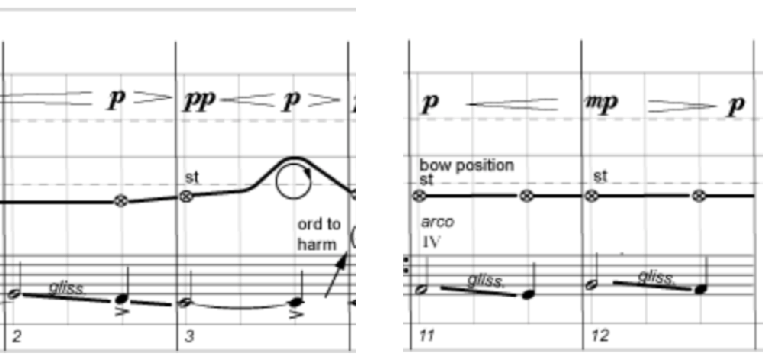 p pp p
st
ord to
harm
gliss.
2 3
p mp p
bow position
st st
arco
IV
gliss. gliss.
11 12